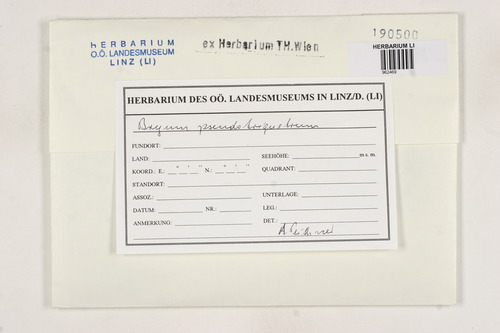 HERBARIUM
O.Ö. LANDESMUSEUM
LINZ (LI)
ex Herbarium TH.Wien
190500
HERBARIUM LI
962469
HERBARIUM DES OÖ. LANDESMUSEUMS IN LINZ/D. (LI)
Bryum pseudotriquetrum
FUNDORT:
LAND: SEEHÖHE: m s. m.
KOORD.: E: ° ' " N: ° ' " QUADRANT:
STANDORT:
ASSOZ.: UNTERLAGE:
DATUM: NR.: LEG.:
ANMERKUNG: DET.: